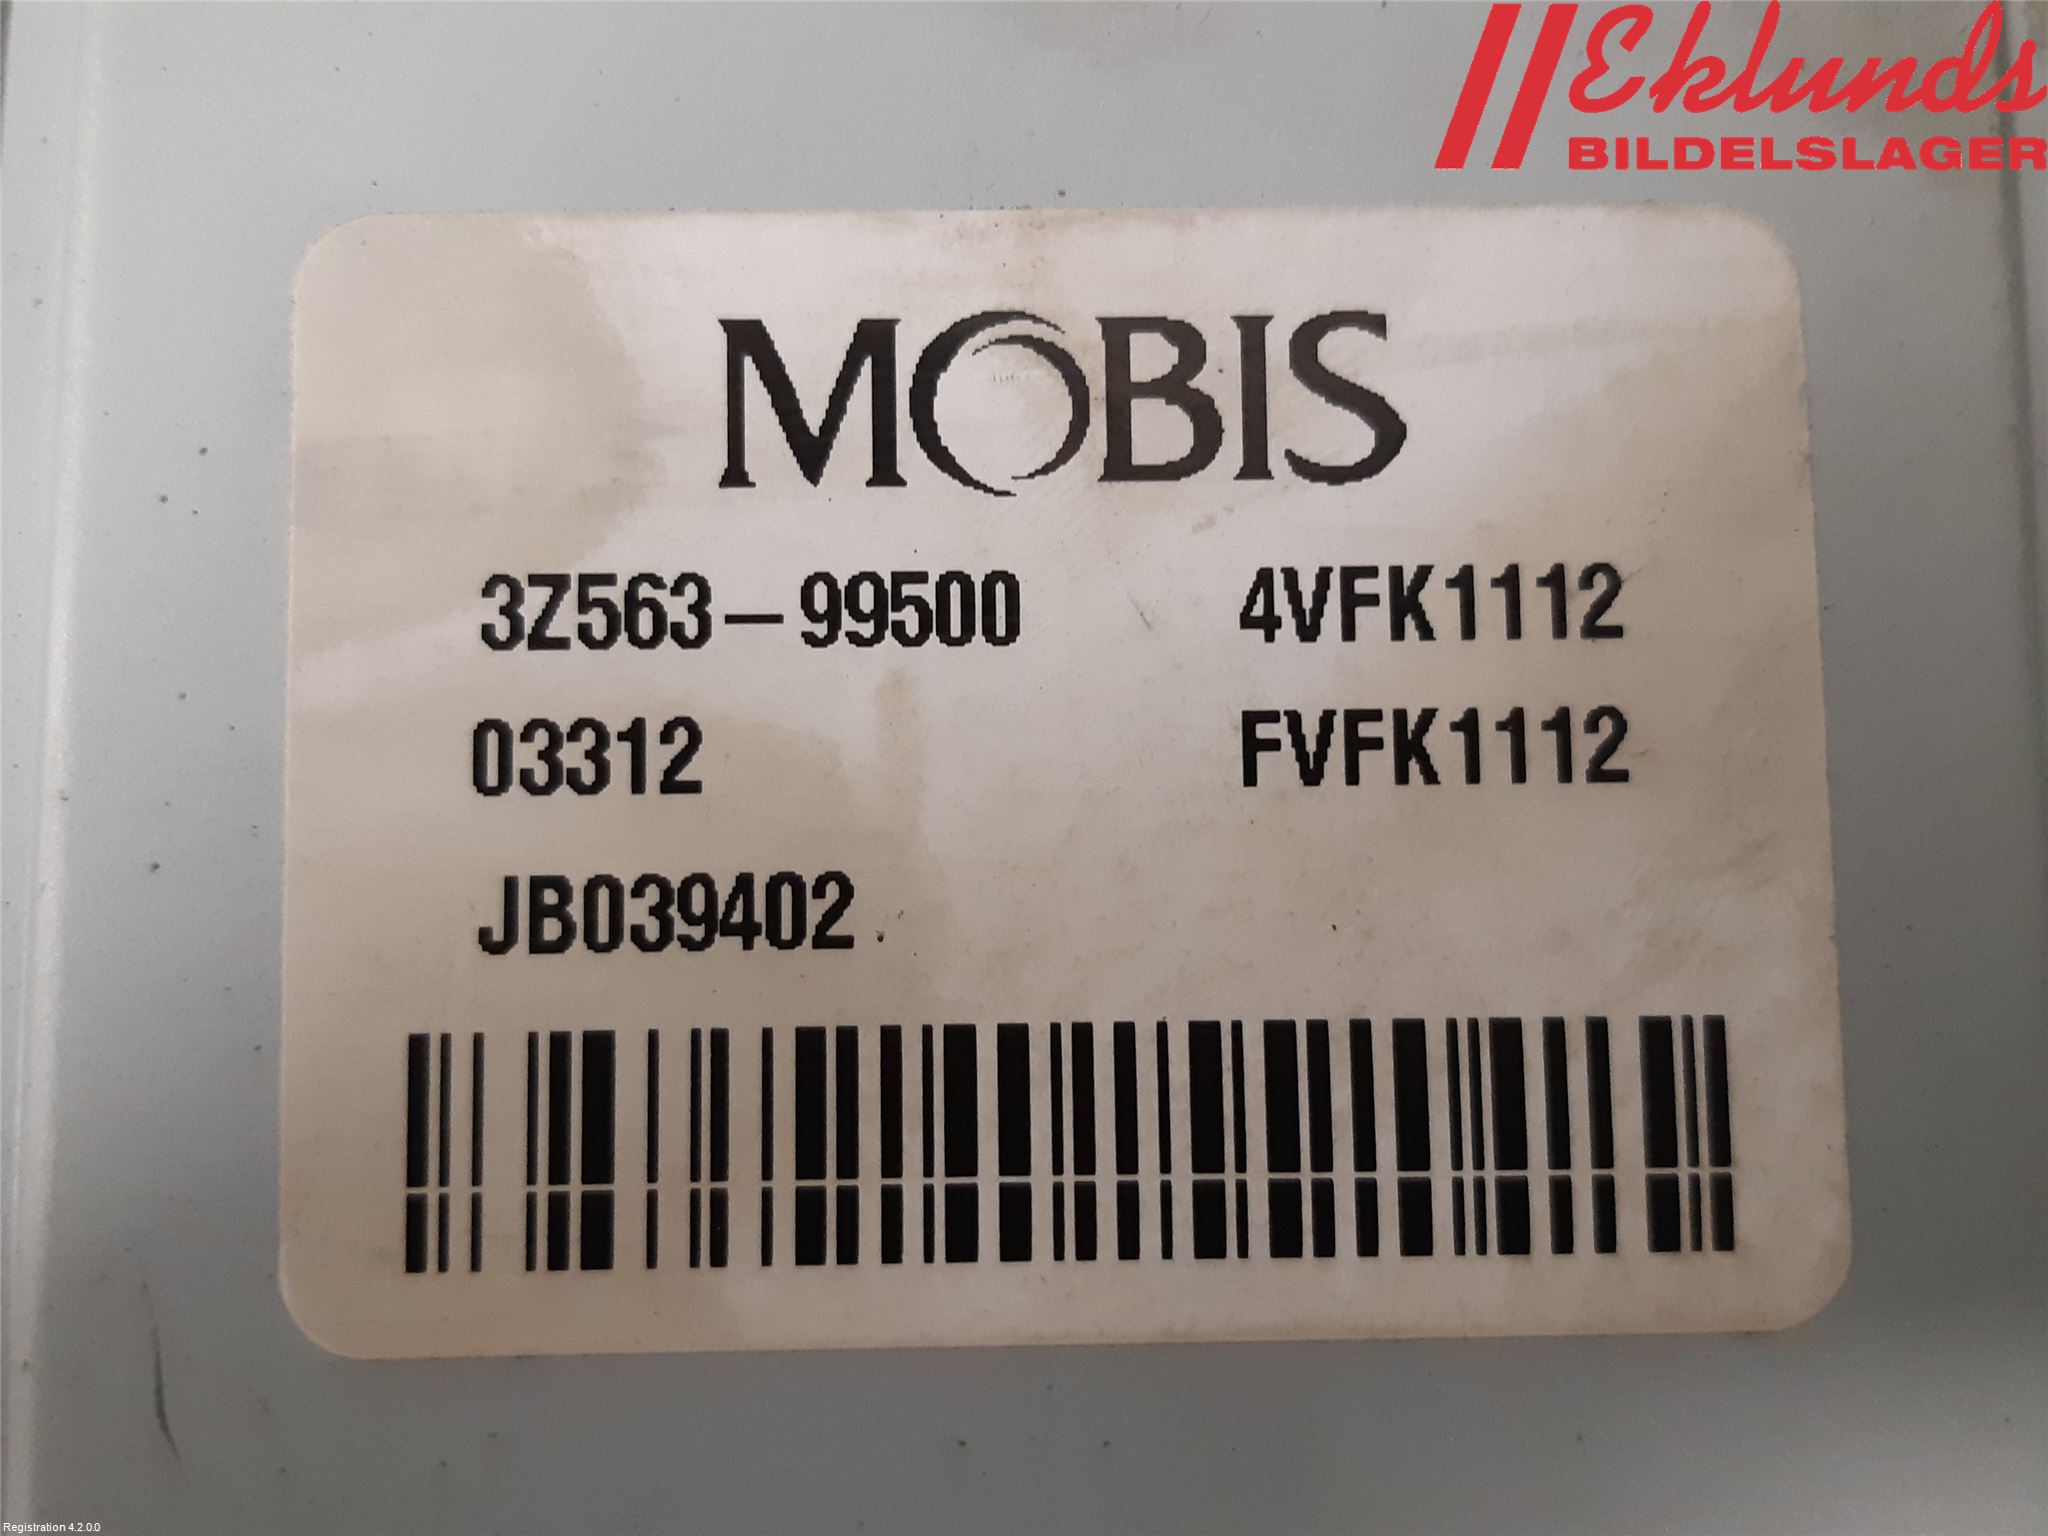 Eklunds
BILDELSLAGER
MOBIS
3Z563-99500 4VFK1112
03312 FVFK1112
JB039402
Registration 4.2.0.0